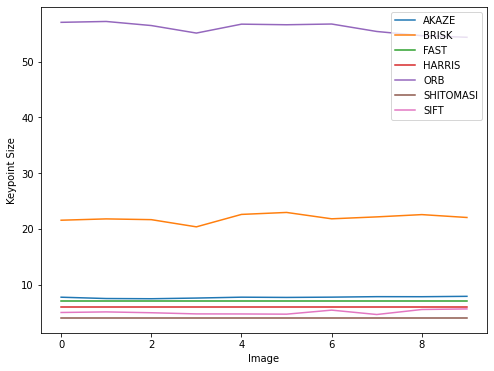 AKAZE
BRISK
FAST
HARRIS
ORB
SHITOMASI
SIFT
50
40
30
20
10
Keypoint Size
0 2 4 6 8
Image